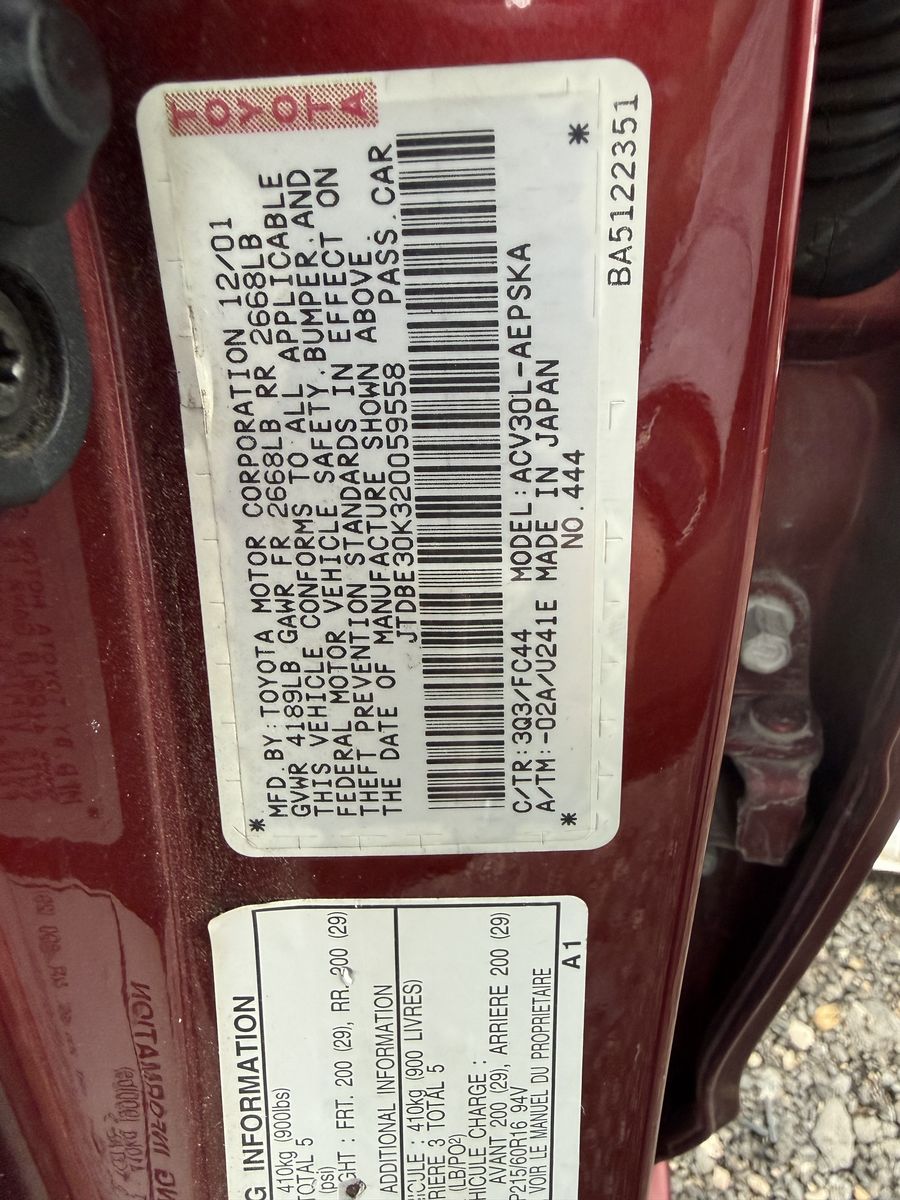 TOYOTA
MFD.BY:TOYOTA MOTOR CORPORATION 12/01
GVWR 4189LB GAWR FR 2668LB RR 2668LB
THIS VEHICLE CONFORMS TO ALL APPLICABLE
FEDERAL MOTOR VEHICLE SAFETY.BUMPER.AND
THEFT PREVENTION STANDARDS IN EFFECT ON
THE DATE OF MANUFACTURE SHOWN ABOVE
JTDBE30K320059558 PASS.CAR
C/TR:3Q3/FC44 MODEL:ACV30L-AEPSKA
A/TM:-02A/U241E MADE IN JAPAN
NO.444
BA5122351
G INFORMATION
410kg (900lbs)
TOTAL 5
(psi)
GHT : FRT. 200 (29), RR. 200 (29)
ADDITIONAL INFORMATION
ICULE : 410kg (900 LIVRES)
RIERE 3 TOTAL 5
(LB/PO²)
HICULE CHARGE :
AVANT 200 (29), ARRIERE 200 (29)
P215/60R16 94V
VOIR LE MANUEL DU PROPRIETAIRE
A1